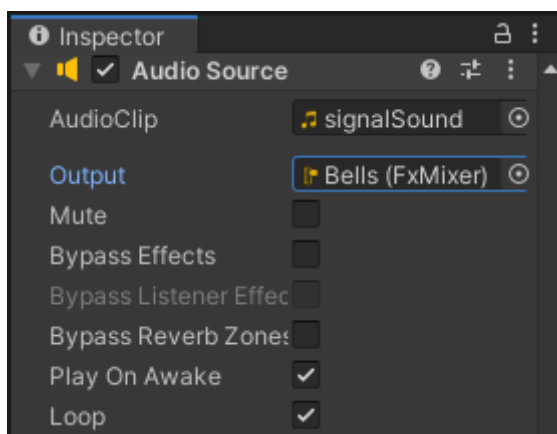 Inspector
Audio Source
AudioClip signalSound
Output Bells (FxMixer)
Mute
Bypass Effects
Bypass Listener Effec
Bypass Reverb Zones
Play On Awake
Loop